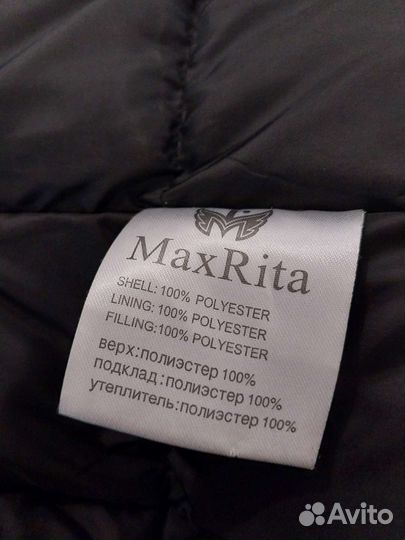 MaxRita
SHELL: 100% POLYESTER
LINING: 100% POLYESTER
FILLING:100% POLYESTER
верх:полиэстер 100%
подклад:полиэстер 100%
утеплитель:полиэстер 100%
Avito